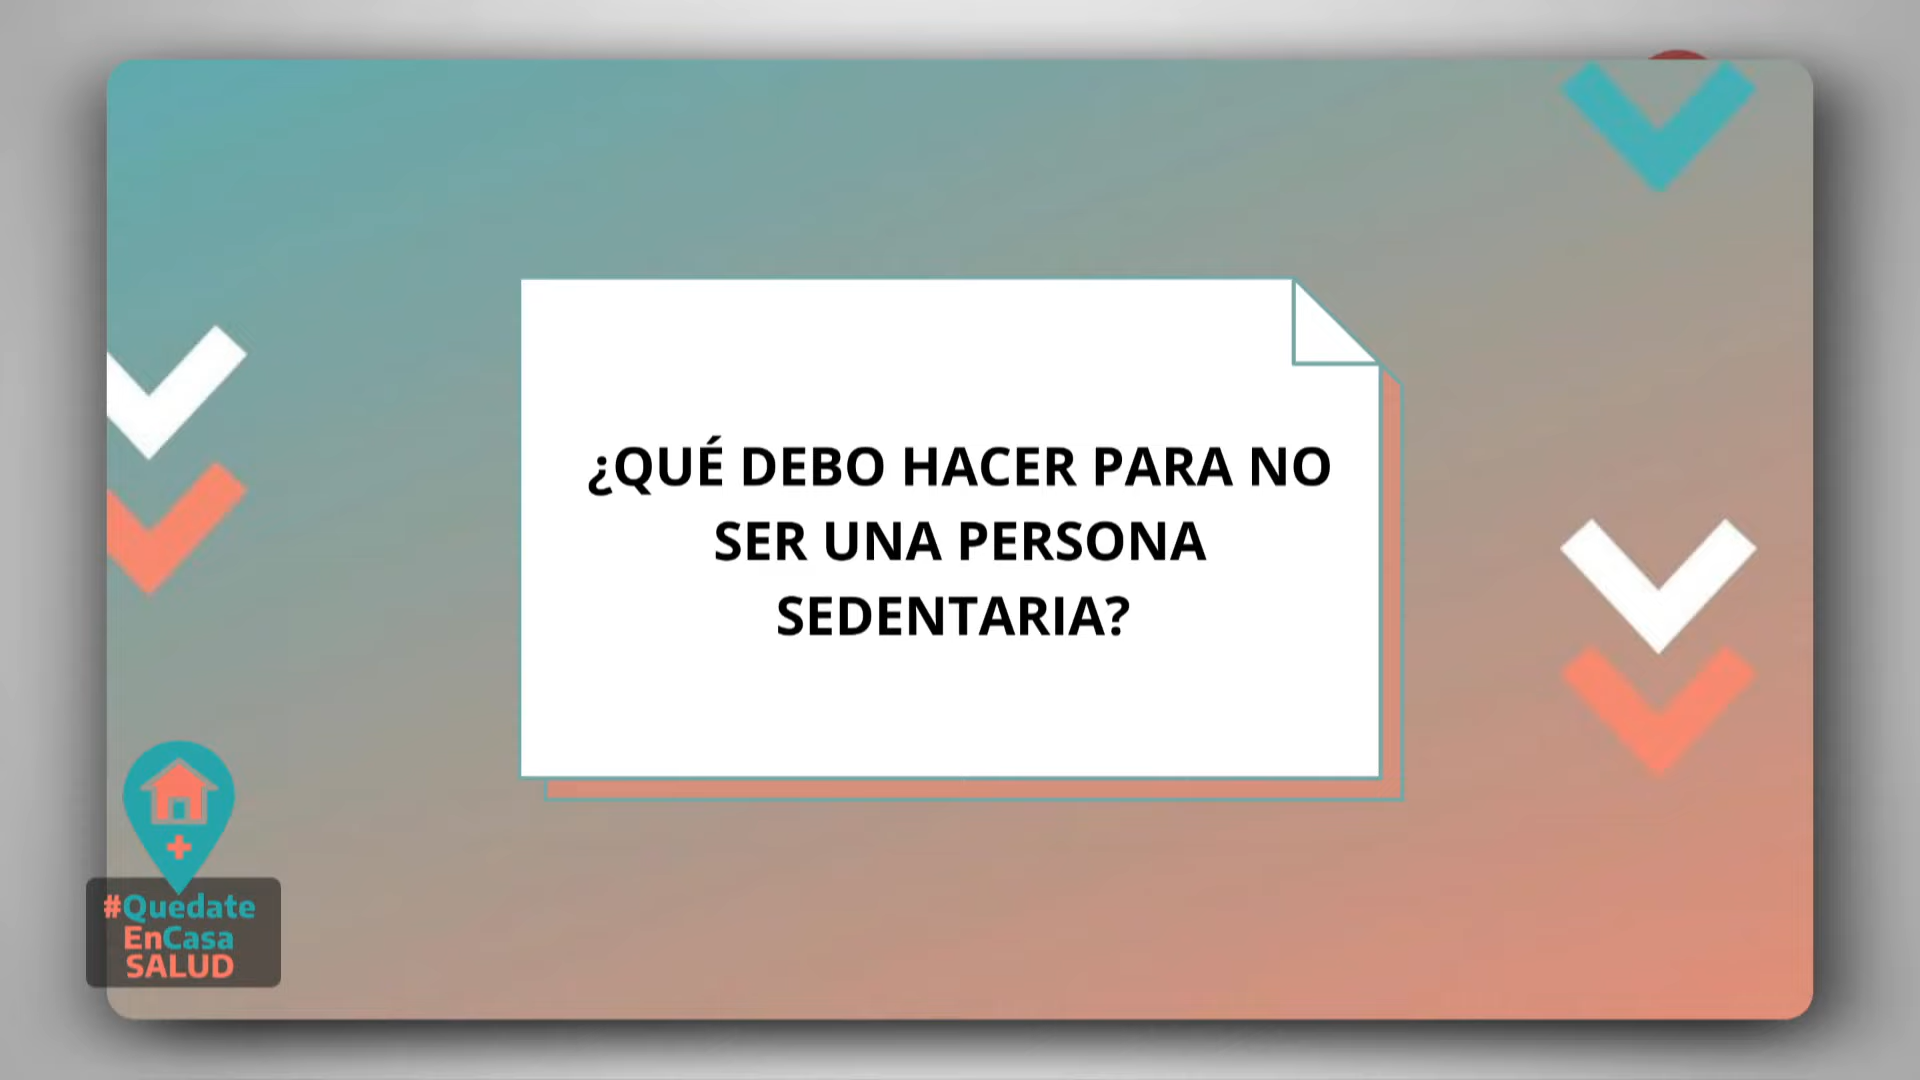 ¿QUÉ DEBO HACER PARA NO
SER UNA PERSONA
SEDENTARIA?
#Quedate
EnCasa
SALUD